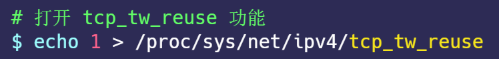 # 打开 tcp_tw_reuse 功能
$ echo 1 > /proc/sys/net/ipv4/tcp_tw_reuse